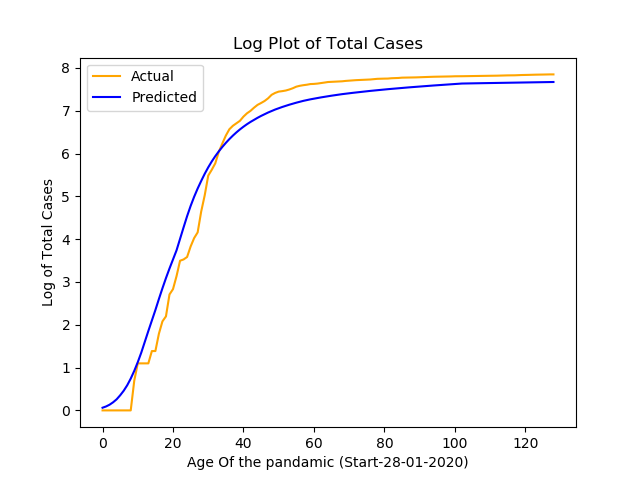 Log Plot of Total Cases
Actual
Predicted
8
7
6
5
4
3
2
1
0
Log of Total Cases
0 20 40 60 80 100 120
Age Of the pandamic (Start-28-01-2020)